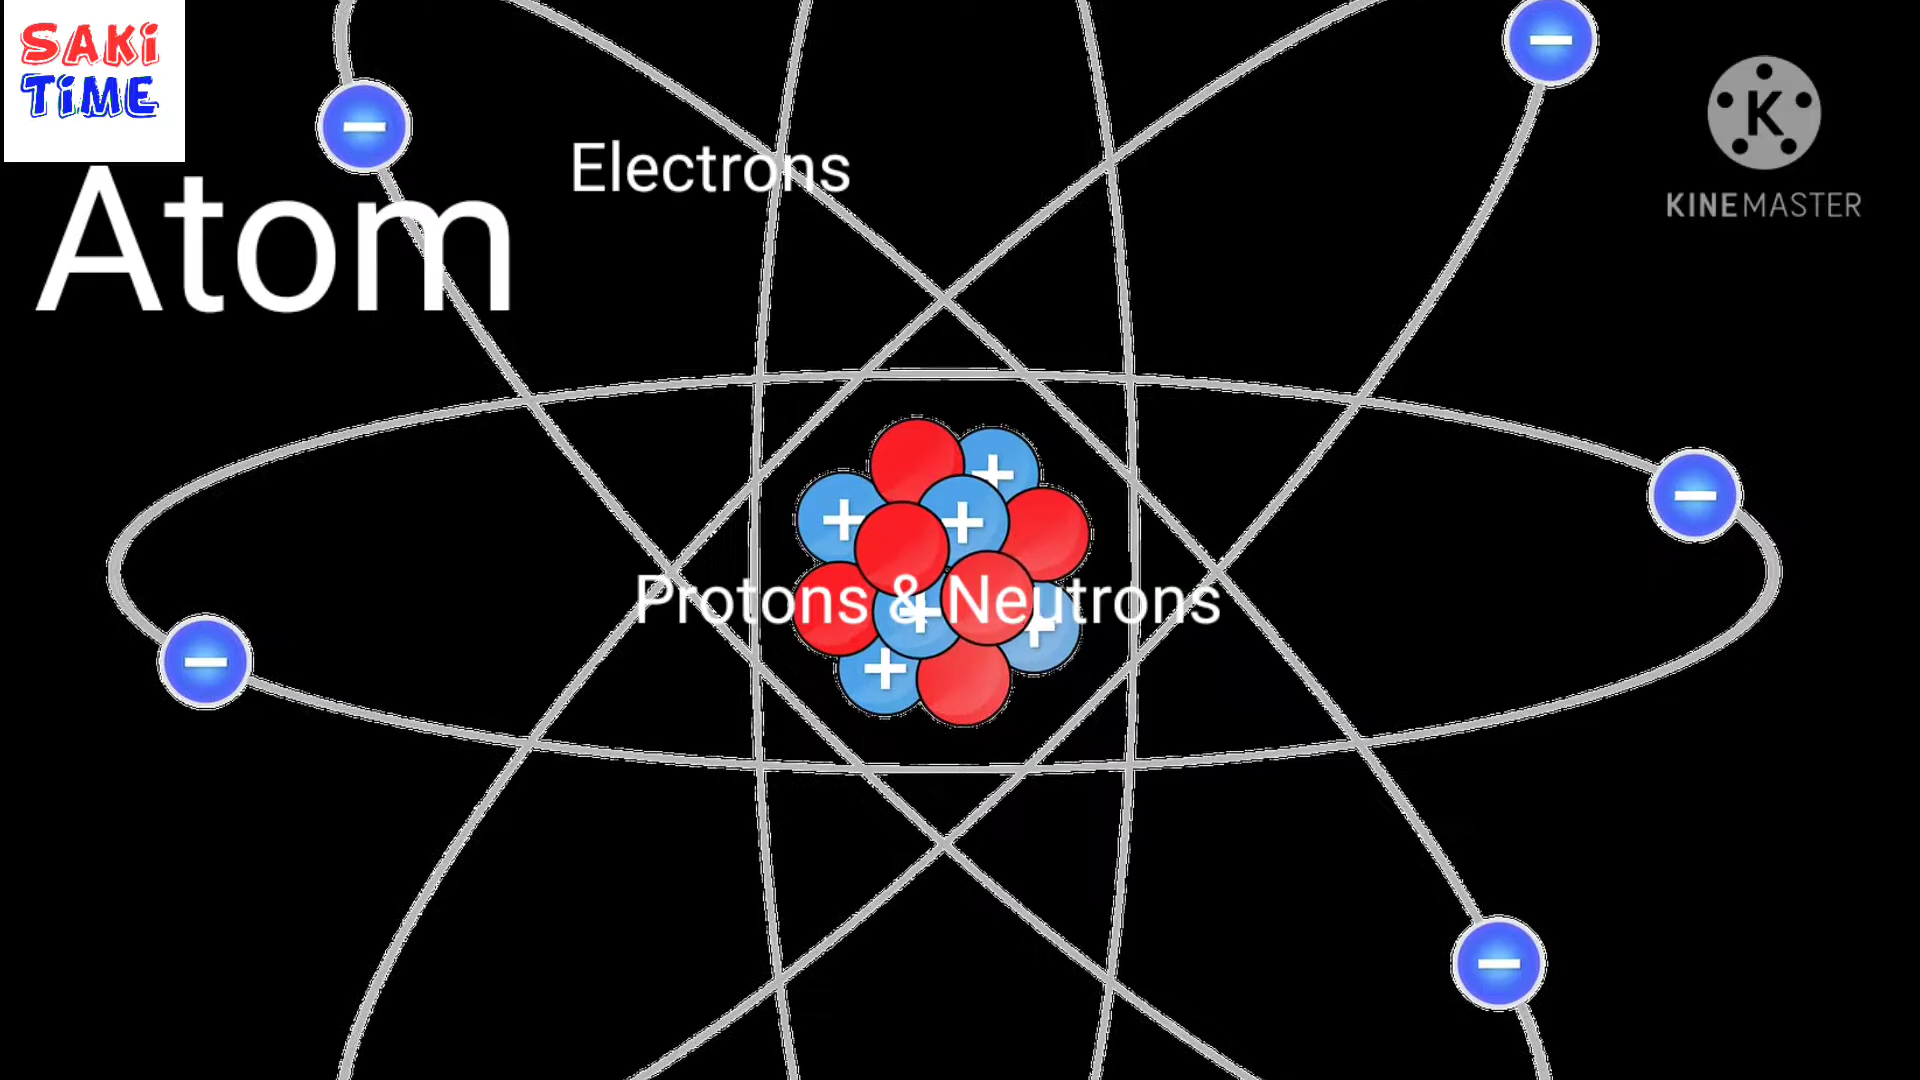 SAKi
TiME
Atom
Electrons
K
KINEMASTER
Protons & Neutrons